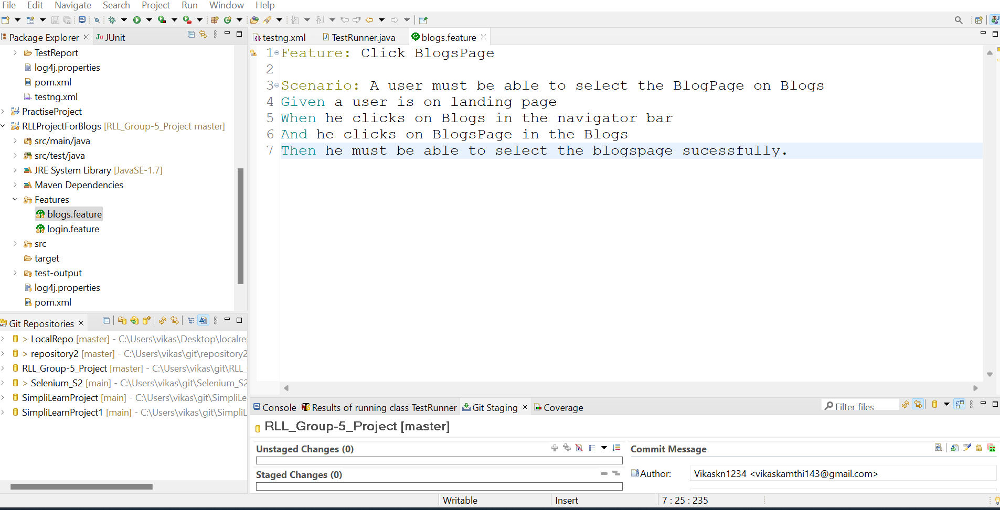 File Edit Navigate Search Project Run Window Help
Package Explorer JUnit
TestReport
log4j.properties
pom.xml
testng.xml
PractiseProject
RLLProjectForBlogs [RLL_Group-5_Project master]
src/main/java
src/test/java
JRE System Library [JavaSE-1.7]
Maven Dependencies
Features
blogs.feature
login.feature
src
target
test-output
log4j.properties
pom.xml
Git Repositories
> LocalRepo [master] - C:\Users\vikas\Desktop\localre
> repository2 [master] - C:\Users\vikas\git\repository2
RLL_Group-5_Project [master] - C:\Users\vikas\git\RLL_
> Selenium_S2 [main] - C:\Users\vikas\git\Selenium_S2
SimpliLearnProject [main] - C:\Users\vikas\git\SimpliLe
SimpliLearnProject1 [main] - C:\Users\vikas\git\SimpliL
testng.xml TestRunner.java blogs.feature
1 Feature: Click BlogsPage
2
3 Scenario: A user must be able to select the BlogPage on Blogs
4 Given a user is on landing page
5 When he clicks on Blogs in the navigator bar
6 And he clicks on BlogsPage in the Blogs
7 Then he must be able to select the blogspage sucessfully.
Console Results of running class TestRunner Git Staging Coverage
Filter files
RLL_Group-5_Project [master]
Unstaged Changes (0)
Staged Changes (0)
Commit Message
Author: Vikaskn1234 <vikaskamthi143@gmail.com>
Writable Insert 7 : 25 : 235